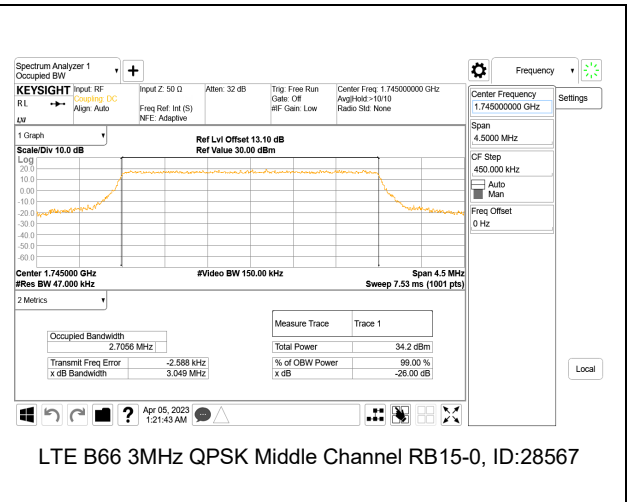 Spectrum Analyzer 1
Occupied BW
+
Frequency
KEYSIGHT
RL
LXI
Input: RF
Coupling: DC
Align: Auto
Input Z: 50 Ω
Freq Ref: Int (S)
NFE: Adaptive
Atten: 32 dB
Trig: Free Run
Gate: Off
#IF Gain: Low
Center Freq: 1.745000000 GHz
Avg|Hold:>10/10
Radio Std: None
Center Frequency
1.745000000 GHz
Settings
Span
4.5000 MHz
CF Step
450.000 kHz
Auto
Man
Freq Offset
0 Hz
1 Graph
Scale/Div 10.0 dB
Ref Lvl Offset 13.10 dB
Ref Value 30.00 dBm
Log
20.0
10.0
0.00
-10.0
-20.0
-30.0
-40.0
-50.0
-60.0
Center 1.745000 GHz
#Video BW 150.00 kHz
Span 4.5 MHz
#Res BW 47.000 kHz
Sweep 7.53 ms (1001 pts)
2 Metrics
Occupied Bandwidth
2.7056 MHz
Transmit Freq Error -2.588 kHz
x dB Bandwidth 3.049 MHz
Measure Trace Trace 1
Total Power 34.2 dBm
% of OBW Power 99.00 %
x dB -26.00 dB
Local
?
Apr 05, 2023
1:21:43 AM
LTE B66 3MHz QPSK Middle Channel RB15-0, ID:28567